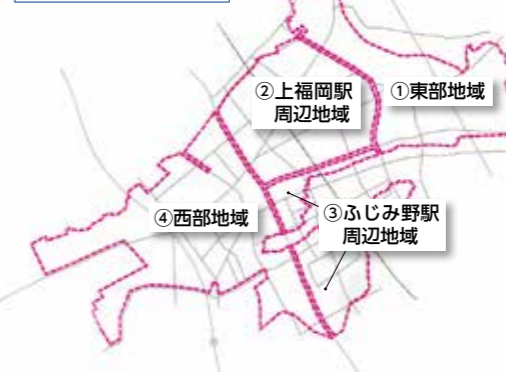 ②上福岡駅
周辺地域
①東部地域
④西部地域
③ふじみ野駅
周辺地域